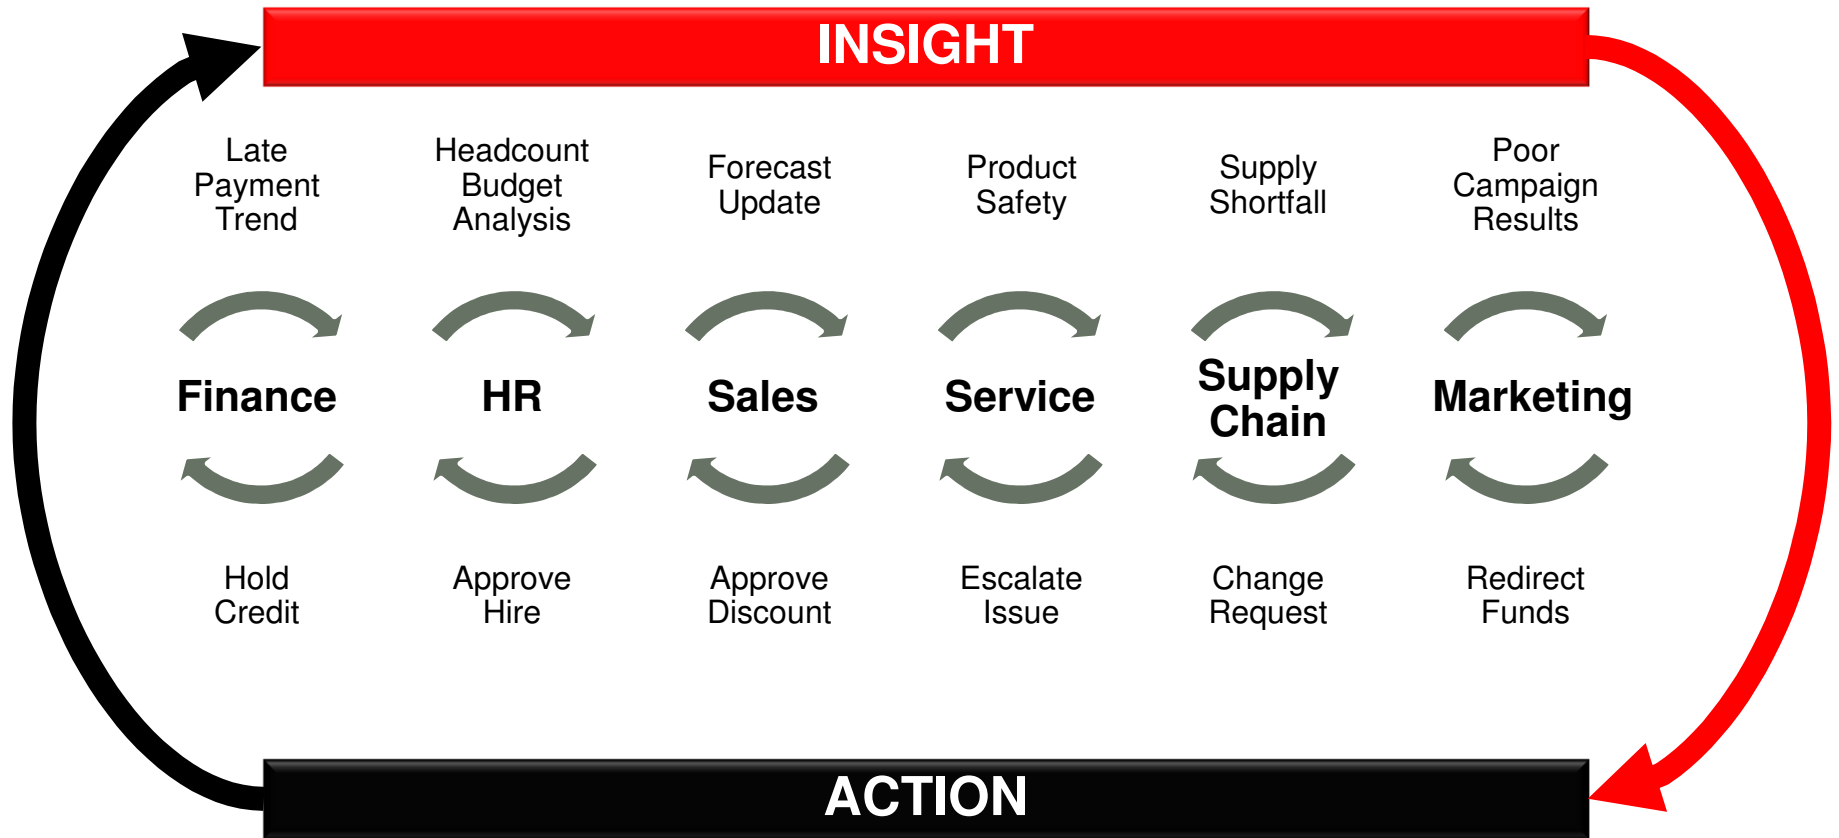 INSIGHT
Late
Payment
Trend
Headcount
Budget
Analysis
Forecast
Update
Product
Safety
Supply
Shortfall
Poor
Campaign
Results
Finance
HR
Sales
Service
Supply
Chain
Marketing
Hold
Credit
Approve
Hire
Approve
Discount
Escalate
Issue
Change
Request
Redirect
Funds
ACTION